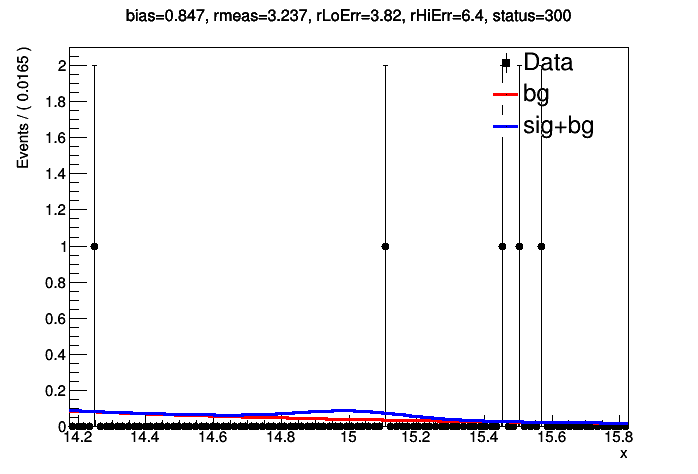 bias=0.847, rmeas=3.237, rLoErr=3.82, rHiErr=6.4, status=300
Events / ( 0.0165 )
2
1.8
1.6
1.4
1.2
1
0.8
0.6
0.4
0.2
0
Data
bg
sig+bg
14.2 14.4 14.6 14.8 15 15.2 15.4 15.6 15.8
x